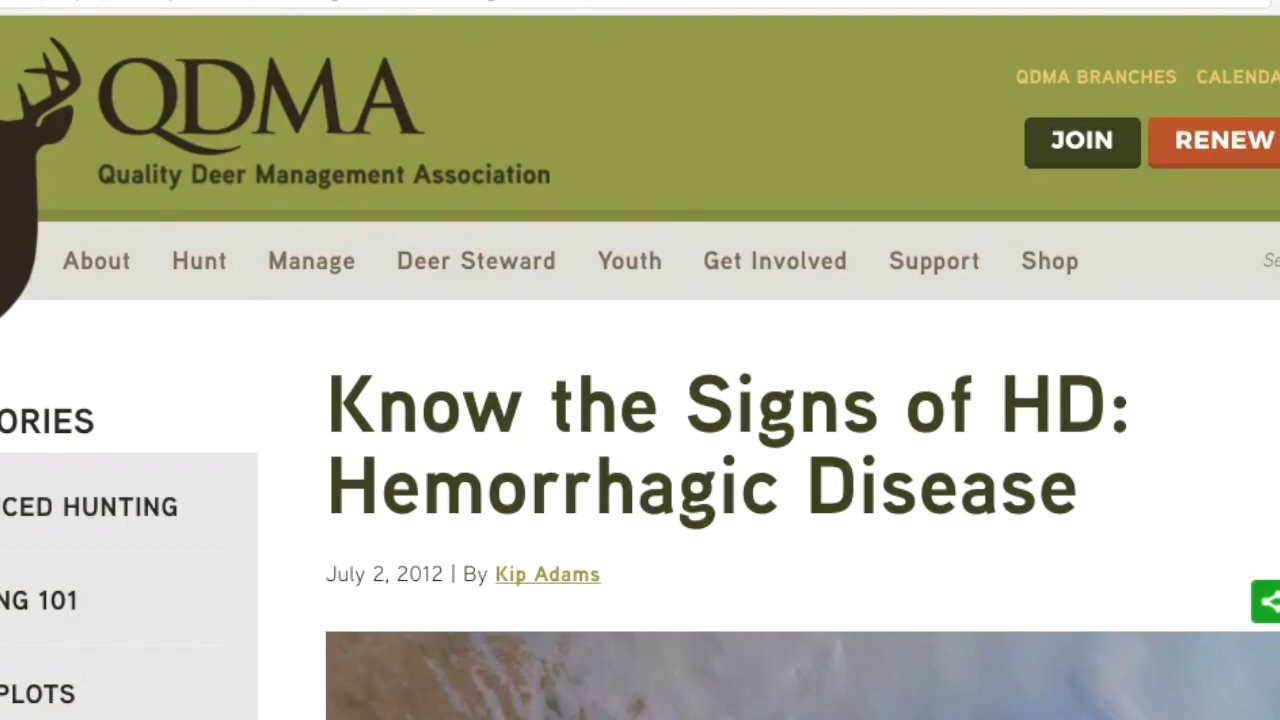 QDMA
Quality Deer Management Association
QDMA BRANCHES CALENDA
JOIN RENEW
About Hunt Manage Deer Steward Youth Get Involved Support Shop Se
Know the Signs of HD:
Hemorrhagic Disease
July 2, 2012 | By Kip Adams
ORIES
CED HUNTING
NG 101
PLOTS